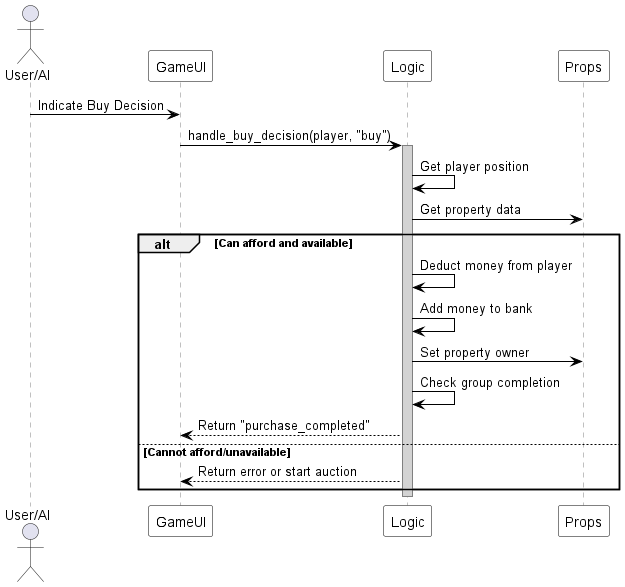 User/AI
GameUI
Logic
Props
Indicate Buy Decision
handle_buy_decision(player, "buy")
Get player position
Get property data
alt
[Can afford and available]
Deduct money from player
Add money to bank
Set property owner
Check group completion
Return "purchase_completed"
[Cannot afford/unavailable]
Return error or start auction
User/AI
GameUI
Logic
Props